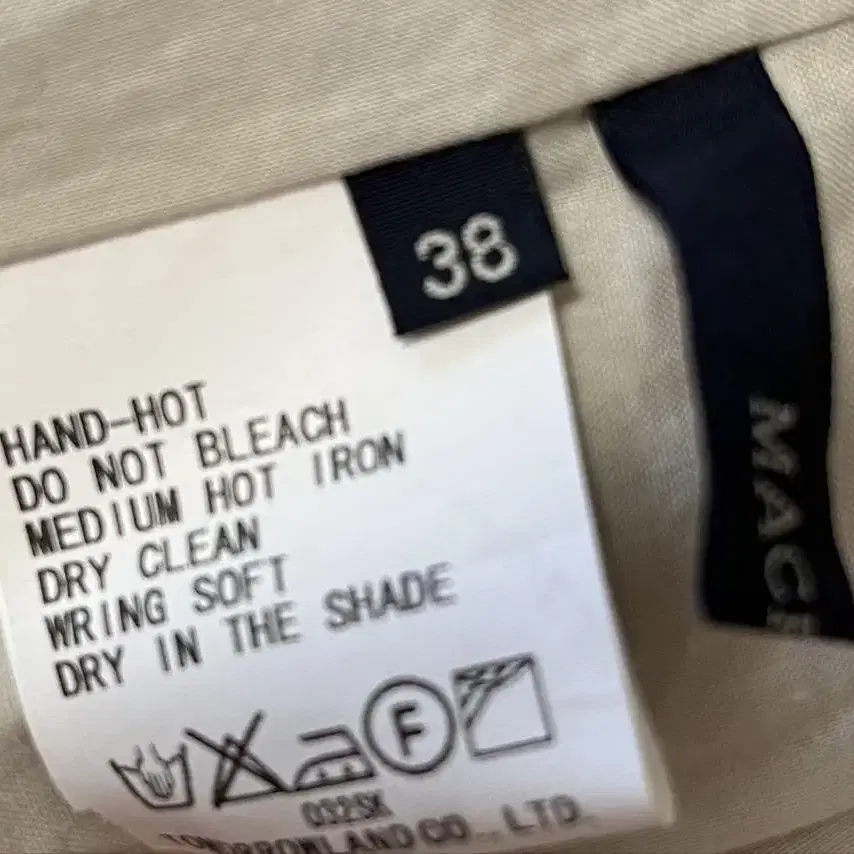 38
HAND-HOT
DO NOT BLEACH
MEDIUM HOT IRON
DRY CLEAN
WRING SOFT
DRY IN THE SHADE
F
032SK
TOMORROWLAND CO., LTD.